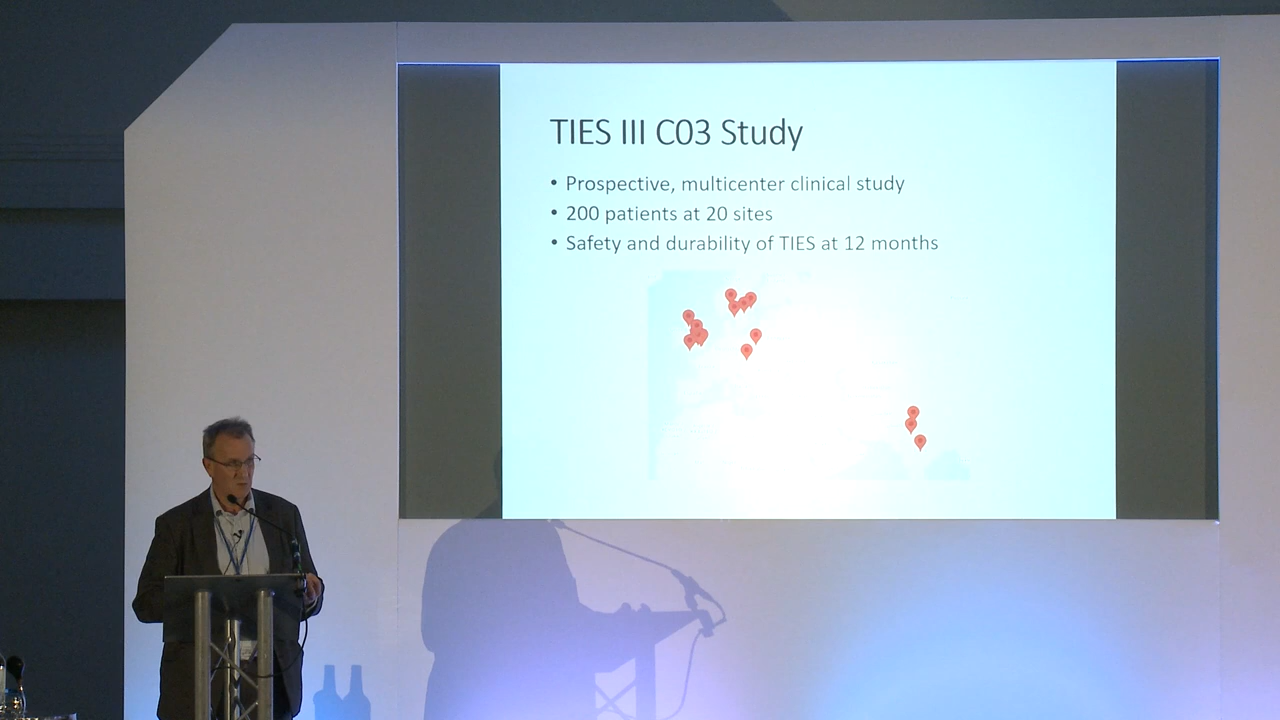 TIES III C03 Study
• Prospective, multicenter clinical study
• 200 patients at 20 sites
• Safety and durability of TIES at 12 months